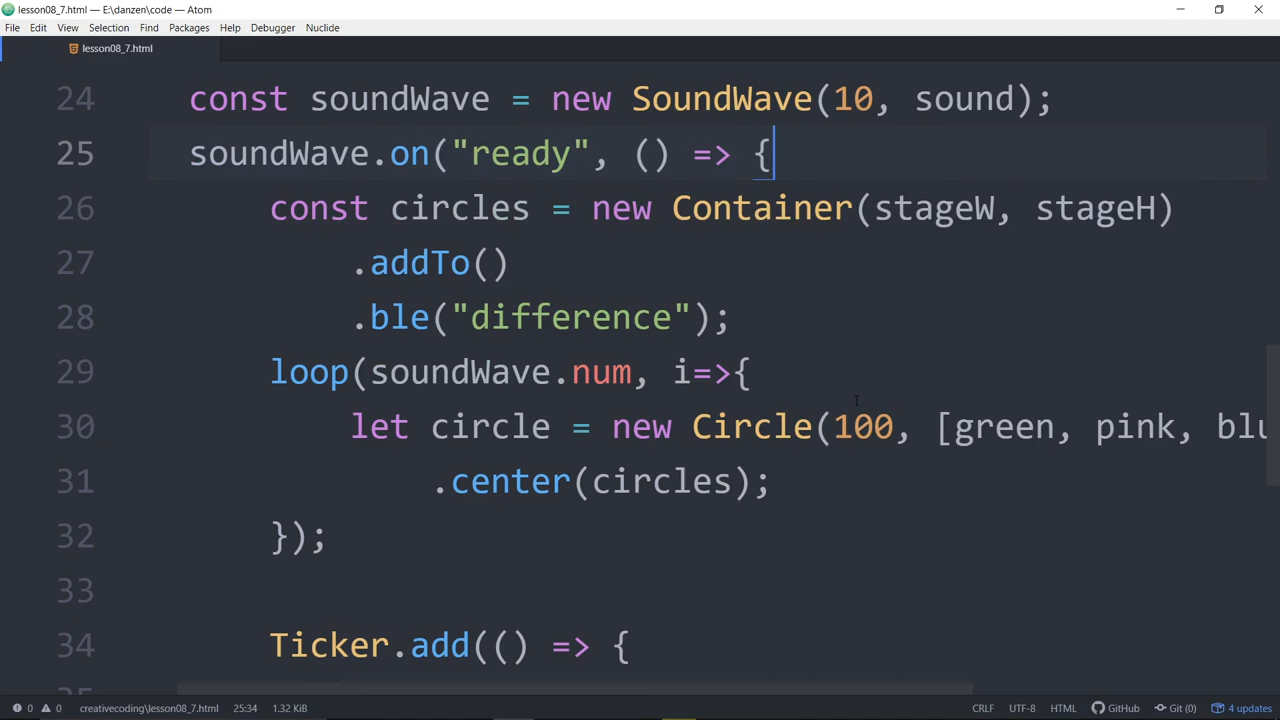 lesson08_7.html — E:\danzen\code — Atom
File Edit View Selection Find Packages Help Debugger Nuclide
lesson08_7.html
24 const soundWave = new SoundWave(10, sound);
25 soundWave.on("ready", () => {
26 const circles = new Container(stageW, stageH)
27 .addTo()
28 .ble("difference");
29 loop(soundWave.num, i=>{
30 let circle = new Circle(100, [green, pink, blu
31 .center(circles);
32 });
33
34 Ticker.add(() => {
0 0 creativecoding\lesson08_7.html 25:34 1.32 KiB CRLF UTF-8 HTML GitHub Git (0) 4 updates